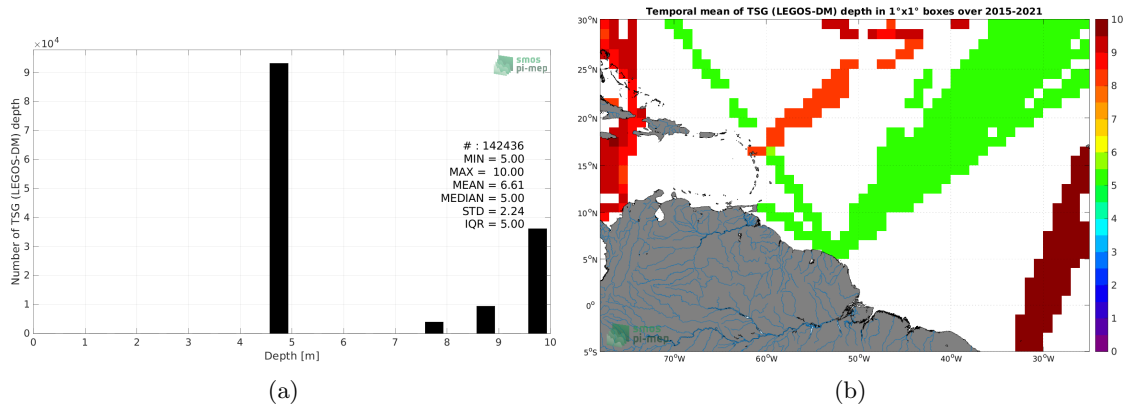 ×10⁴
9
8
7
6
5
4
3
2
1
0
Number of TSG (LEGOS-DM) depth
smos
pi-mep
# : 142436
MIN = 5.00
MAX = 10.00
MEAN = 6.61
MEDIAN = 5.00
STD = 2.24
IQR = 5.00
0 1 2 3 4 5 6 7 8 9 10
Depth [m]
(a)
Temporal mean of TSG (LEGOS-DM) depth in 1°x1° boxes over 2015-2021
30°N
25°N
20°N
15°N
10°N
5°N
0°
5°S
smos
pi-mep
70°W 60°W 50°W 40°W 30°W
10
9
8
7
6
5
4
3
2
1
0
(b)